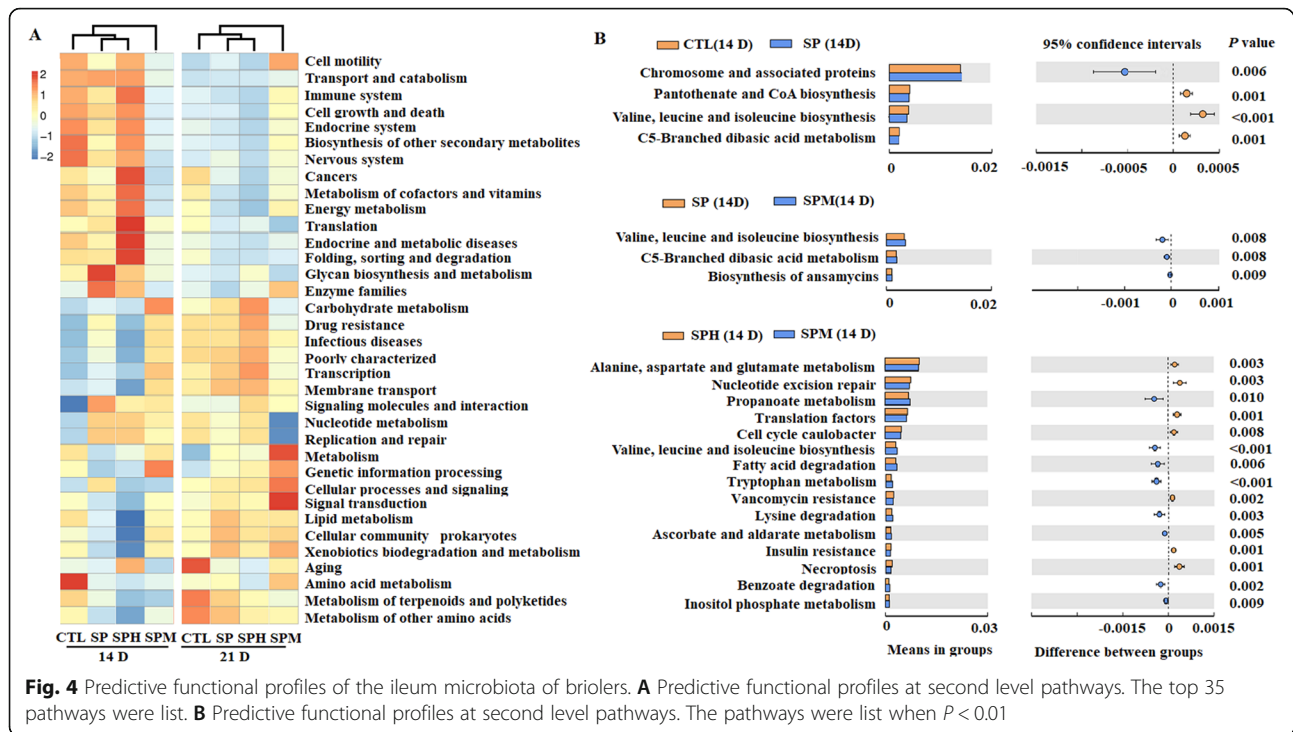 A
2
1
0
−1
−2
Cell motility
Transport and catabolism
Immune system
Cell growth and death
Endocrine system
Biosynthesis of other secondary metabolites
Nervous system
Cancers
Metabolism of cofactors and vitamins
Energy metabolism
Translation
Endocrine and metabolic diseases
Folding, sorting and degradation
Glycan biosynthesis and metabolism
Enzyme families
Carbohydrate metabolism
Drug resistance
Infectious diseases
Poorly characterized
Transcription
Membrane transport
Signaling molecules and interaction
Nucleotide metabolism
Replication and repair
Metabolism
Genetic information processing
Cellular processes and signaling
Signal transduction
Lipid metabolism
Cellular community prokaryotes
Xenobiotics biodegradation and metabolism
Aging
Amino acid metabolism
Metabolism of terpenoids and polyketides
Metabolism of other amino acids
CTL SP SPH SPM CTL SP SPH SPM
14 D 21 D
B
CTL(14 D) SP (14D) 95% confidence intervals P value
Chromosome and associated proteins 0.006
Pantothenate and CoA biosynthesis 0.001
Valine, leucine and isoleucine biosynthesis <0.001
C5-Branched dibasic acid metabolism 0.001
0 0.02 -0.0015 -0.0005 0 0.0005
SP (14D) SPM(14 D)
Valine, leucine and isoleucine biosynthesis 0.008
C5-Branched dibasic acid metabolism 0.008
Biosynthesis of ansamycins 0.009
0 0.02 -0.001 0 0.001
SPH (14 D) SPM (14 D)
Alanine, aspartate and glutamate metabolism 0.003
Nucleotide excision repair 0.003
Propanoate metabolism 0.010
Translation factors 0.001
Cell cycle caulobacter 0.008
Valine, leucine and isoleucine biosynthesis <0.001
Fatty acid degradation 0.006
Tryptophan metabolism <0.001
Vancomycin resistance 0.002
Lysine degradation 0.003
Ascorbate and aldarate metabolism 0.005
Insulin resistance 0.001
Necroptosis 0.001
Benzoate degradation 0.002
Inositol phosphate metabolism 0.009
0 0.03 -0.0015 0 0.0015
Means in groups Difference between groups
Fig. 4 Predictive functional profiles of the ileum microbiota of briolers. A Predictive functional profiles at second level pathways. The top 35
pathways were list. B Predictive functional profiles at second level pathways. The pathways were list when P < 0.01